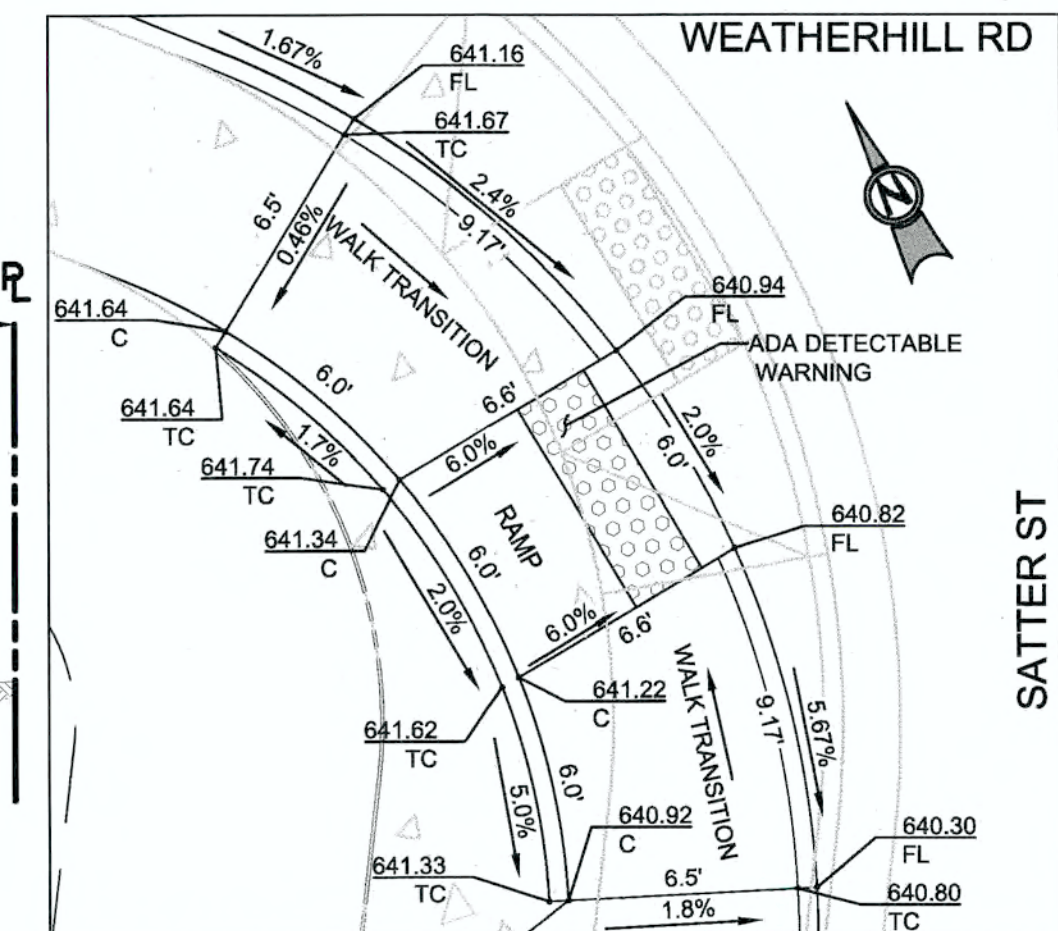 WEATHERHILL RD
1.67%
641.16
FL
641.67
TC
2.4%
9.17'
6.5'
0.46%
WALK TRANSITION
N
PL
641.64
C
640.94
FL
ADA DETECTABLE
WARNING
6.0'
6.6'
641.64
TC
1.7%
6.0%
2.0%
6.0'
641.74
TC
RAMP
640.82
FL
641.34
C
6.0'
SATTER ST
2.0%
6.0%
6.6'
641.22
C
WALK TRANSITION
9.17'
5.67%
641.62
TC
5.0%
6.0'
640.92
C
640.30
FL
641.33
TC
6.5'
1.8%
640.80
TC